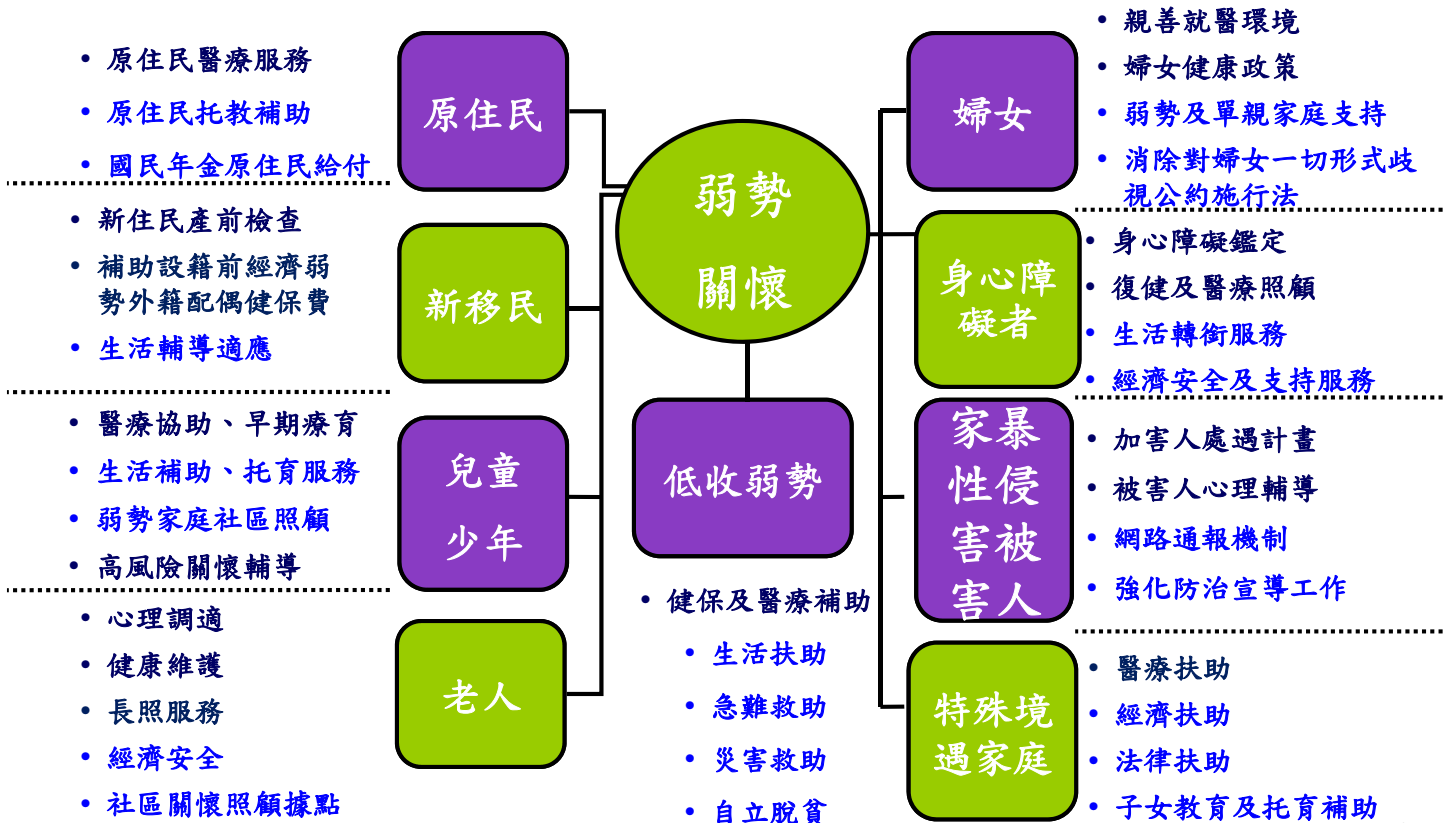 弱勢
關懷
原住民
• 原住民醫療服務
• 原住民托教補助
• 國民年金原住民給付
新移民
• 新住民產前檢查
• 補助設籍前經濟弱
勢外籍配偶健保費
• 生活輔導適應
兒童
少年
• 醫療協助、早期療育
• 生活補助、托育服務
• 弱勢家庭社區照顧
• 高風險關懷輔導
老人
• 心理調適
• 健康維護
• 長照服務
• 經濟安全
• 社區關懷照顧據點
低收弱勢
• 健保及醫療補助
• 生活扶助
• 急難救助
• 災害救助
• 自立脫貧
婦女
• 親善就醫環境
• 婦女健康政策
• 弱勢及單親家庭支持
• 消除對婦女一切形式歧
視公約施行法
身心障
礙者
• 身心障礙鑑定
• 復健及醫療照顧
• 生活轉銜服務
• 經濟安全及支持服務
家暴
性侵
害被
害人
• 加害人處遇計畫
• 被害人心理輔導
• 網路通報機制
• 強化防治宣導工作
特殊境
遇家庭
• 醫療扶助
• 經濟扶助
• 法律扶助
• 子女教育及托育補助